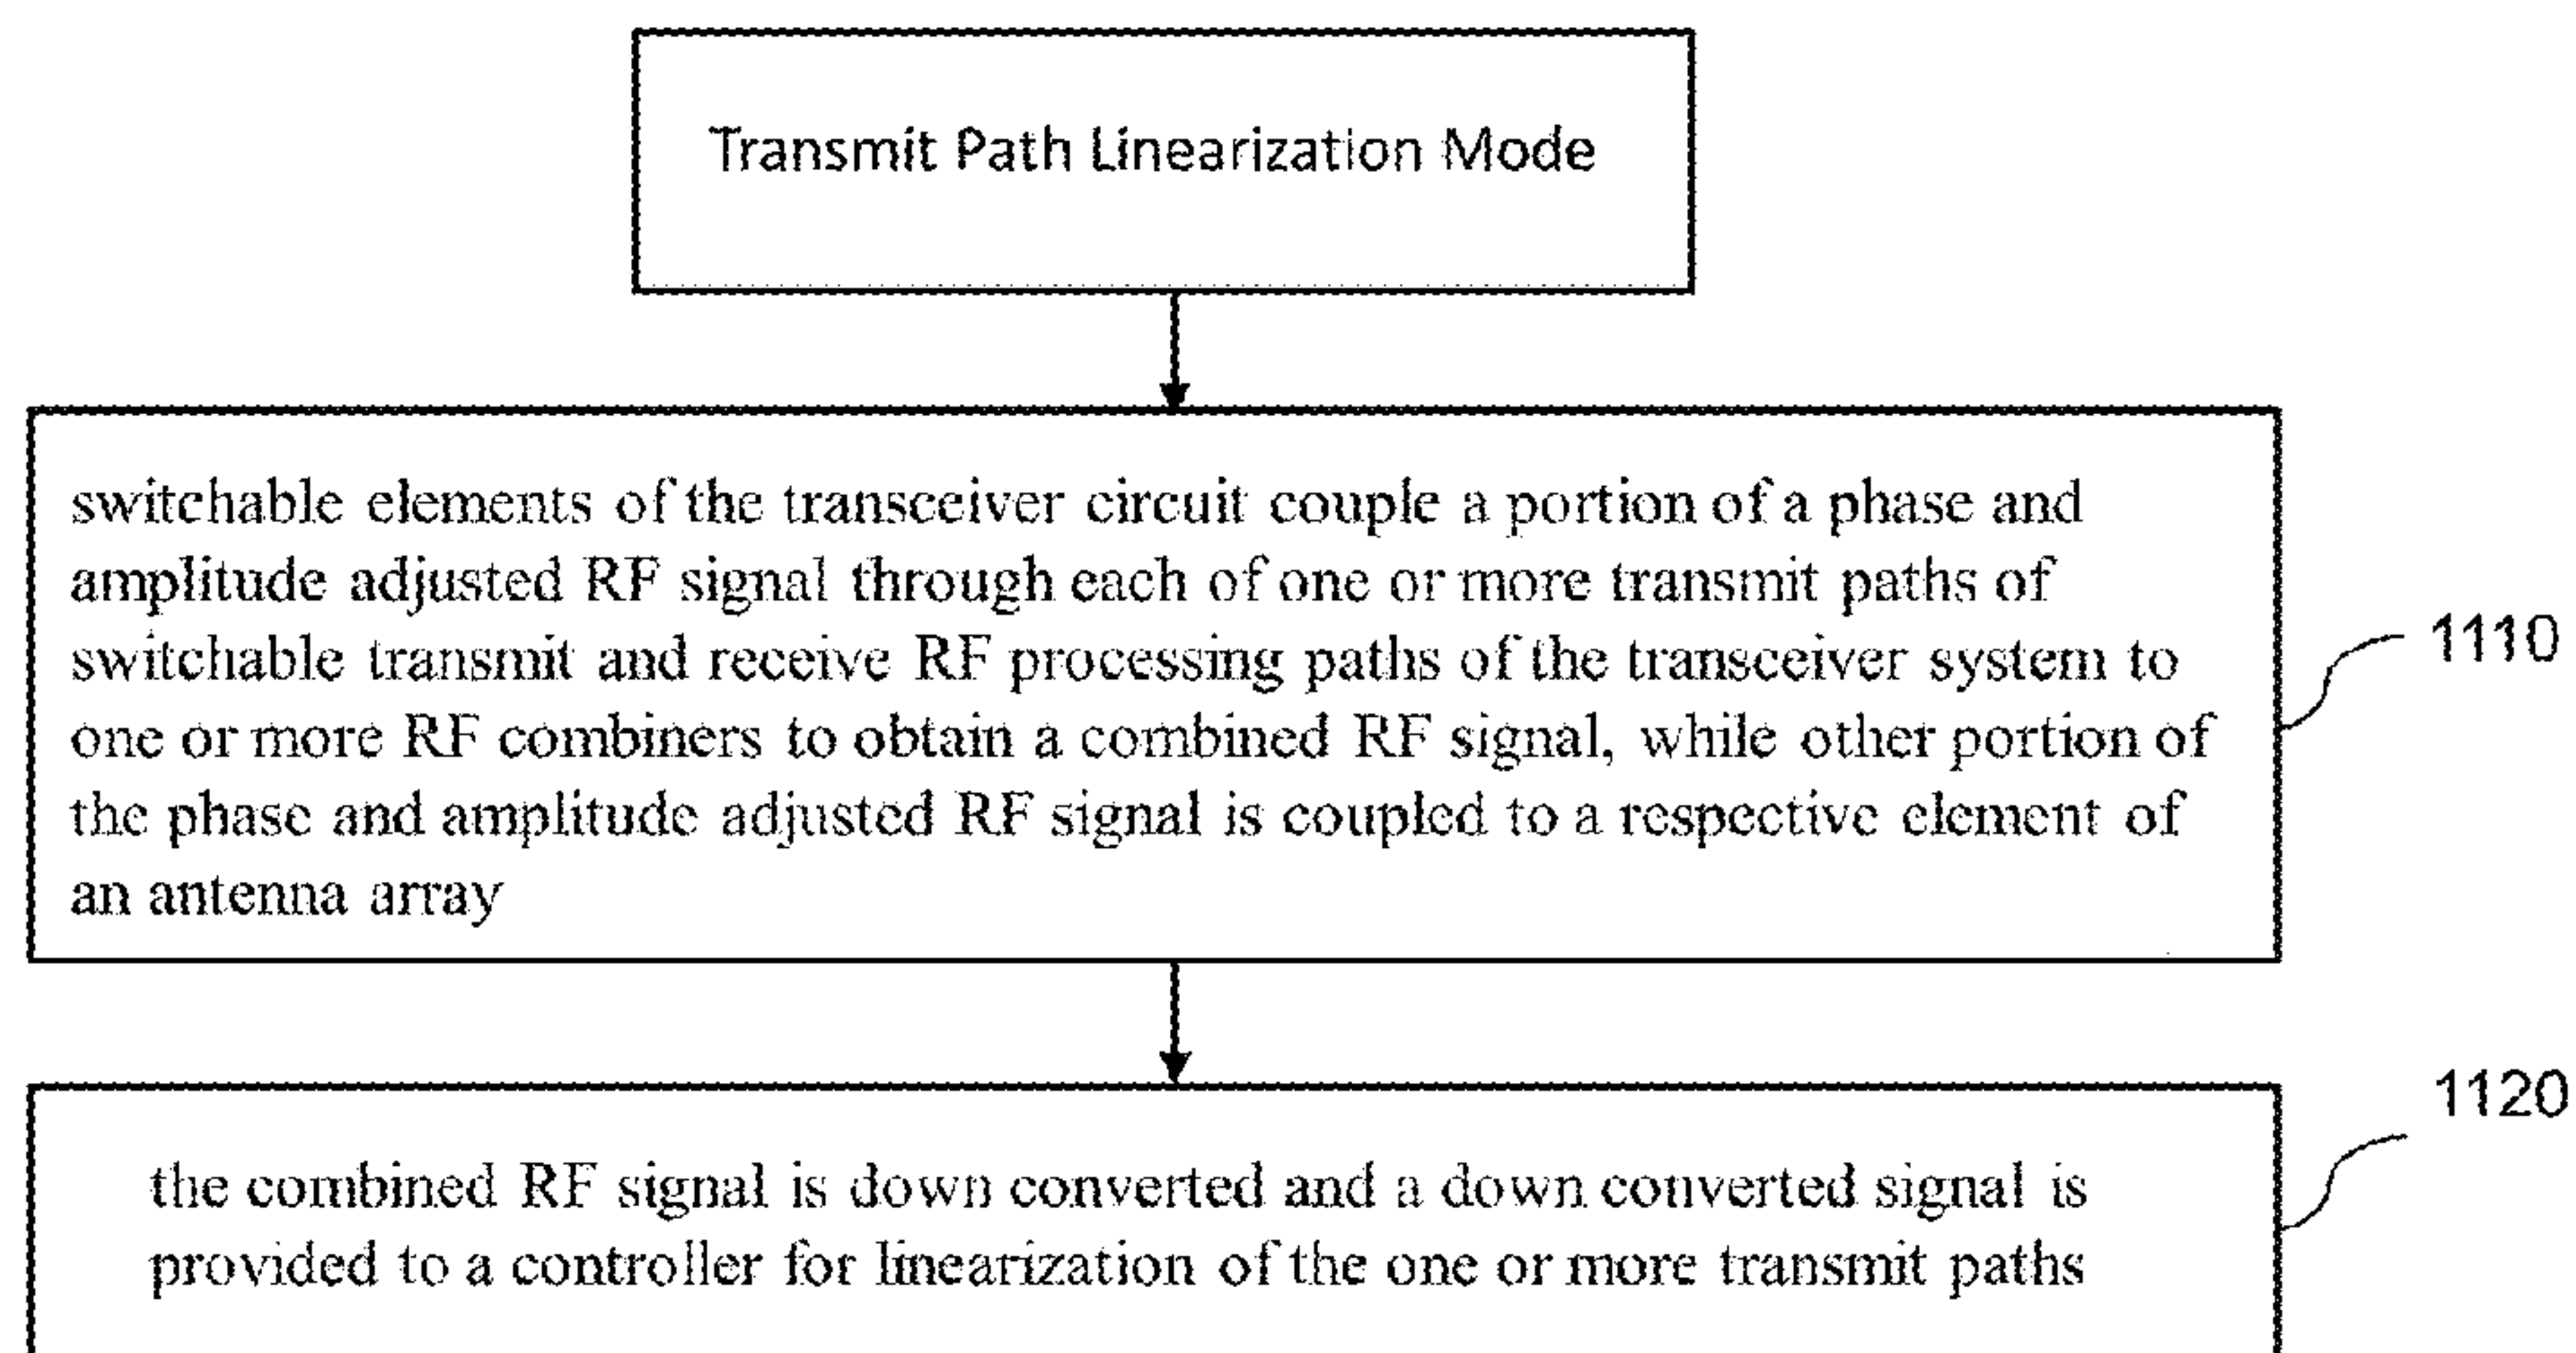 Transmit Path Linearization Mode
switchable elements of the transceiver circuit couple a portion of a phase and
amplitude adjusted RF signal through each of one or more transmit paths of
switchable transmit and receive RF processing paths of the transceiver system to
one or more RF combiners to obtain a combined RF signal, while other portion of
the phase and amplitude adjusted RF signal is coupled to a respective element of
an antenna array
1110
1120
the combined RF signal is down converted and a down converted signal is
provided to a controller for linearization of the one or more transmit paths